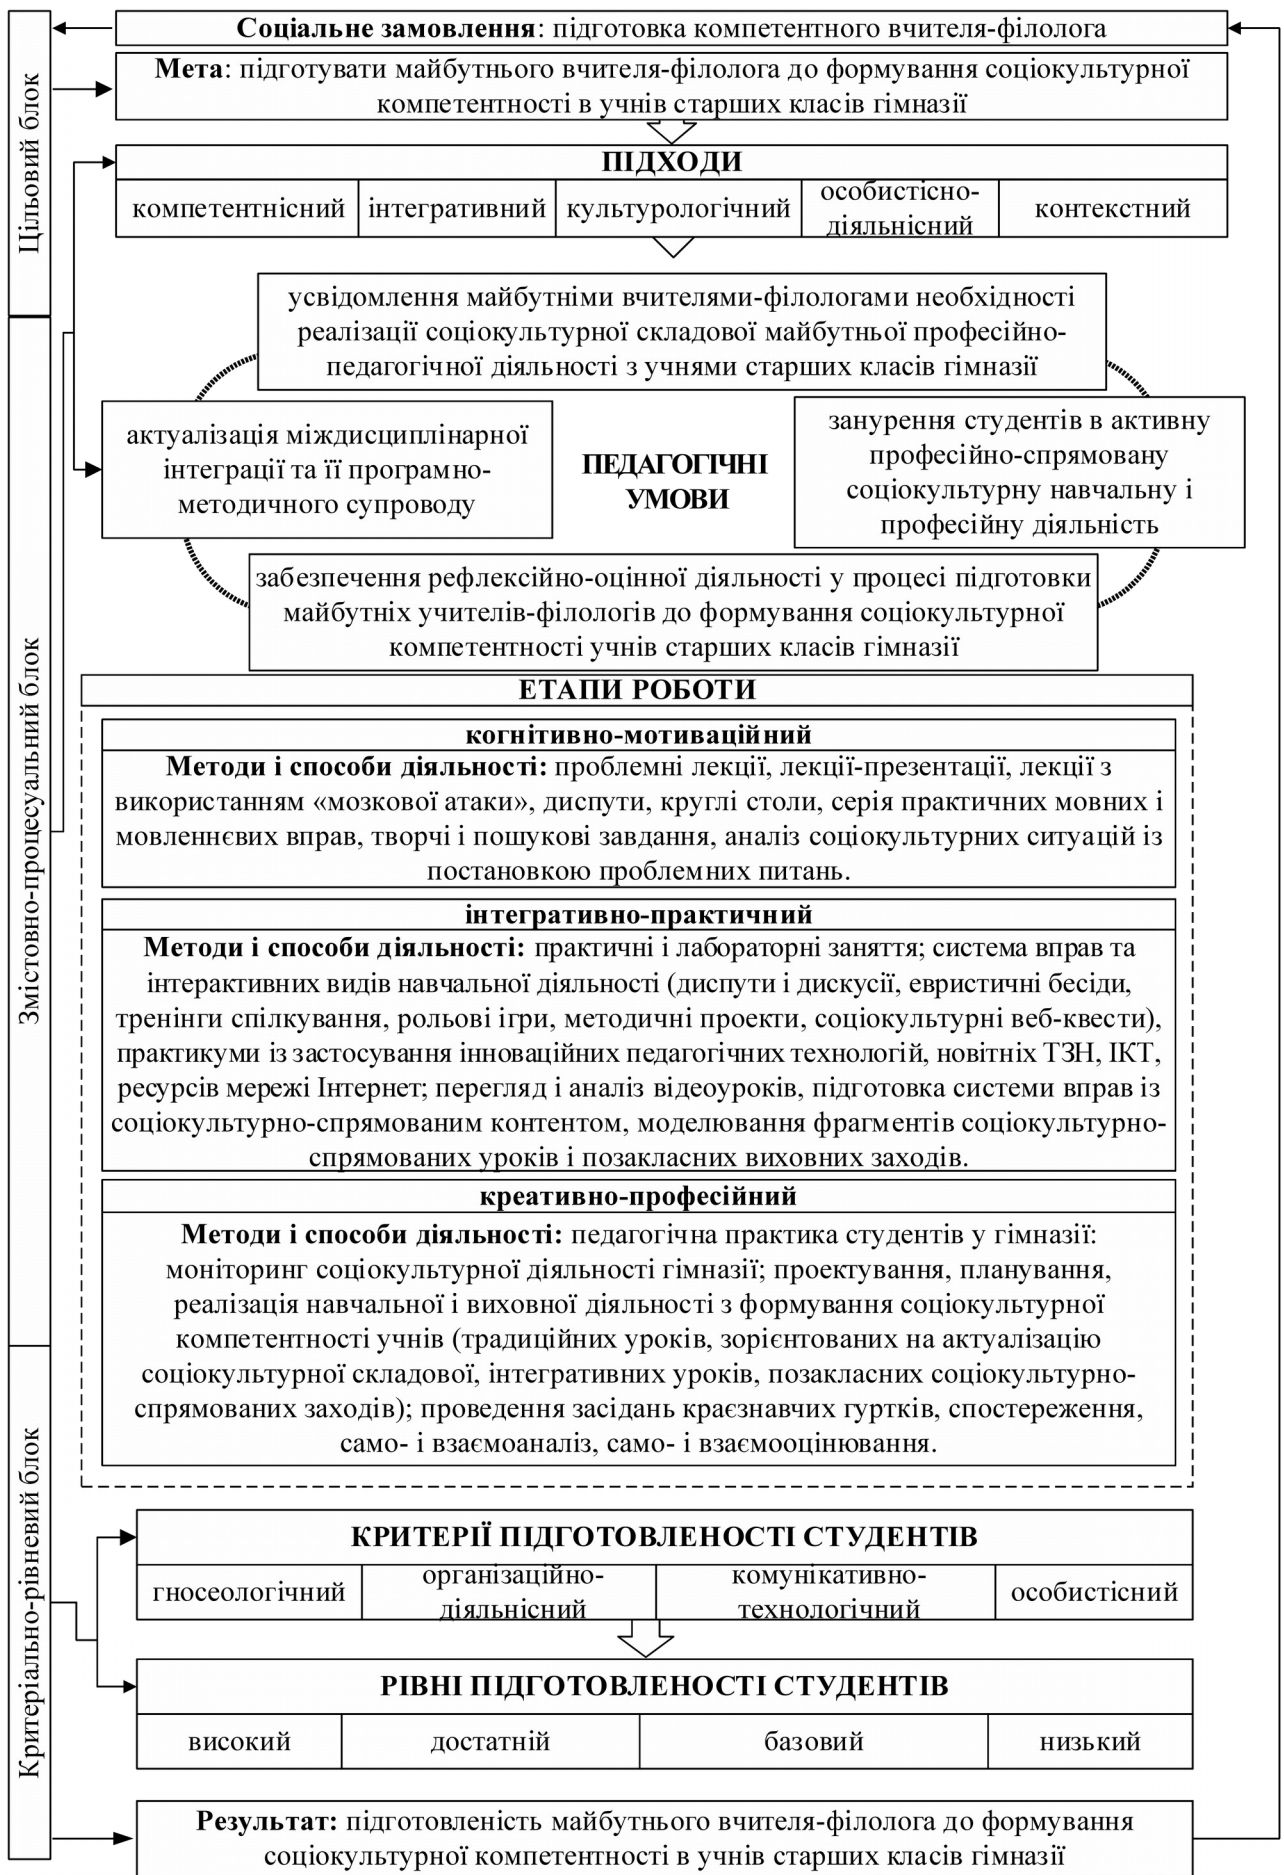 Соціальне замовлення: підготовка компетентного вчителя-філолога
Мета: підготувати майбутнього вчителя-філолога до формування соціокультурної
компетентності в учнів старших класів гімназії
Цільовий блок
ПІДХОДИ
компетентнісний
інтегративний
культурологічний
особистісно-
діяльнісний
контекстний
усвідомлення майбутніми вчителями-філологами необхідності
реалізації соціокультурної складової майбутньої професійно-
педагогічної діяльності з учнями старших класів гімназії
актуалізація міждисциплінарної
інтеграції та її програмно-
методичного супроводу
ПЕДАГОГІЧНІ
УМОВИ
занурення студентів в активну
професійно-спрямовану
соціокультурну навчальну і
професійну діяльність
забезпечення рефлексійно-оцінної діяльності у процесі підготовки
майбутніх учителів-філологів до формування соціокультурної
компетентності учнів старших класів гімназії
Змістовно-процесуальний блок
ЕТАПИ РОБОТИ
когнітивно-мотиваційний
Методи і способи діяльності: проблемні лекції, лекції-презентації, лекції з
використанням «мозкової атаки», диспути, круглі столи, серія практичних мовних і
мовленнєвих вправ, творчі і пошукові завдання, аналіз соціокультурних ситуацій із
постановкою проблемних питань.
інтегративно-практичний
Методи і способи діяльності: практичні і лабораторні заняття; система вправ та
інтерактивних видів навчальної діяльності (диспути і дискусії, евристичні бесіди,
тренінги спілкування, рольові ігри, методичні проекти, соціокультурні веб-квести),
практикуми із застосування інноваційних педагогічних технологій, новітніх ТЗН, ІКТ,
ресурсів мережі Інтернет; перегляд і аналіз відеоуроків, підготовка системи вправ із
соціокультурно-спрямованим контентом, моделювання фрагментів соціокультурно-
спрямованих уроків і позакласних виховних заходів.
креативно-професійний
Методи і способи діяльності: педагогічна практика студентів у гімназії:
моніторинг соціокультурної діяльності гімназії; проектування, планування,
реалізація навчальної і виховної діяльності з формування соціокультурної
компетентності учнів (традиційних уроків, зорієнтованих на актуалізацію
соціокультурної складової, інтегративних уроків, позакласних соціокультурно-
спрямованих заходів); проведення засідань краєзнавчих гуртків, спостереження,
само- і взаємоаналіз, само- і взаємооцінювання.
Критеріально-рівневий блок
КРИТЕРІЇ ПІДГОТОВЛЕНОСТІ СТУДЕНТІВ
гносеологічний
організаційно-
діяльнісний
комунікативно-
технологічний
особистісний
РІВНІ ПІДГОТОВЛЕНОСТІ СТУДЕНТІВ
високий
достатній
базовий
низький
Результат: підготовленість майбутнього вчителя-філолога до формування
соціокультурної компетентності в учнів старших класів гімназії